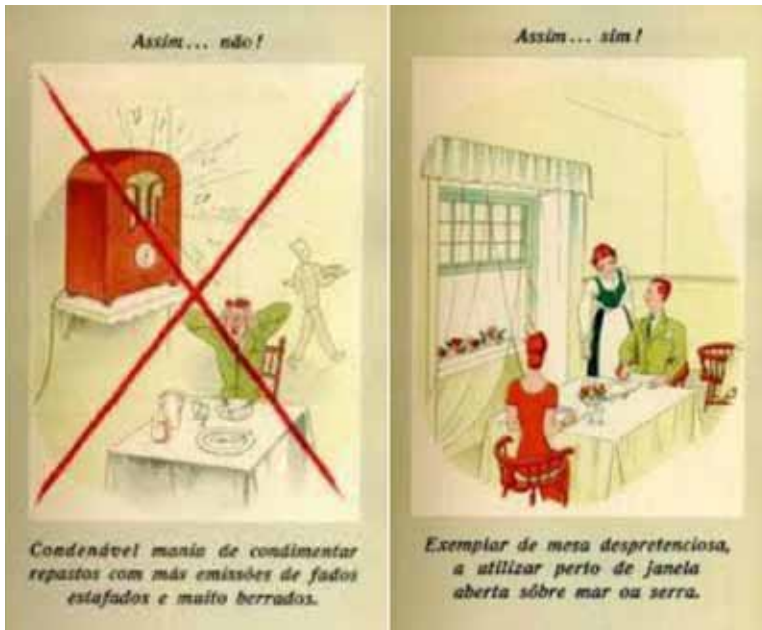 Assim... não!
Condenável mania de condimentar
repastos com más emissões de fados
estafados e muito berrados.
Assim... sim!
Exemplar de mesa despretenciosa,
a utilizar perto de janela
aberta sôbre mar ou serra.